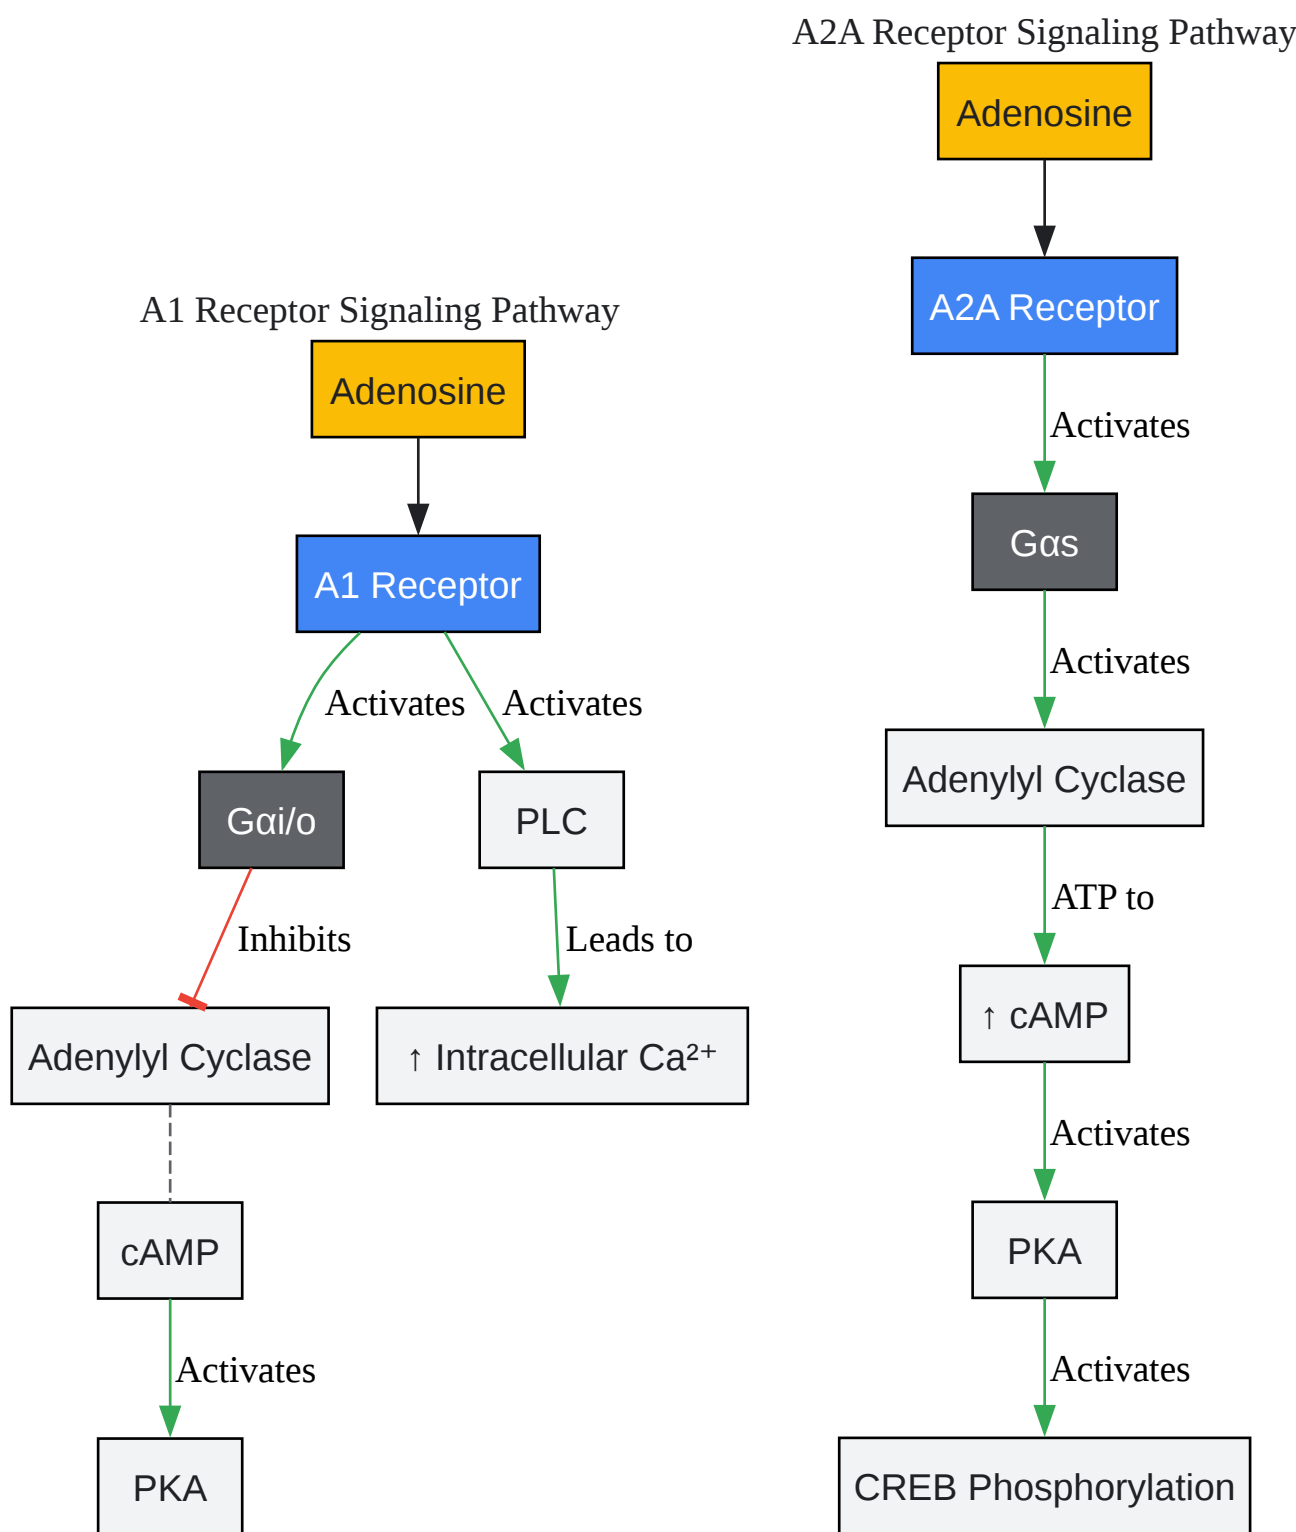 A1 Receptor Signaling Pathway
Adenosine
A1 Receptor
Activates
Activates
Gαi/o
PLC
Inhibits
Leads to
Adenylyl Cyclase
↑ Intracellular Ca²⁺
cAMP
Activates
PKA
A2A Receptor Signaling Pathway
Adenosine
A2A Receptor
Activates
Gαs
Activates
Adenylyl Cyclase
ATP to
↑ cAMP
Activates
PKA
Activates
CREB Phosphorylation